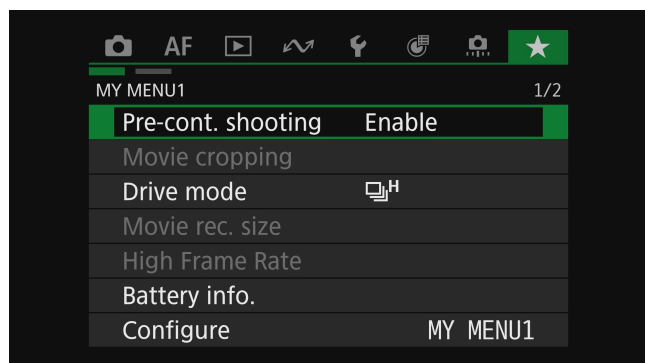 AF
MY MENU1 1/2
Pre-cont. shooting Enable
Movie cropping
Drive mode H
Movie rec. size
High Frame Rate
Battery info.
Configure MY MENU1